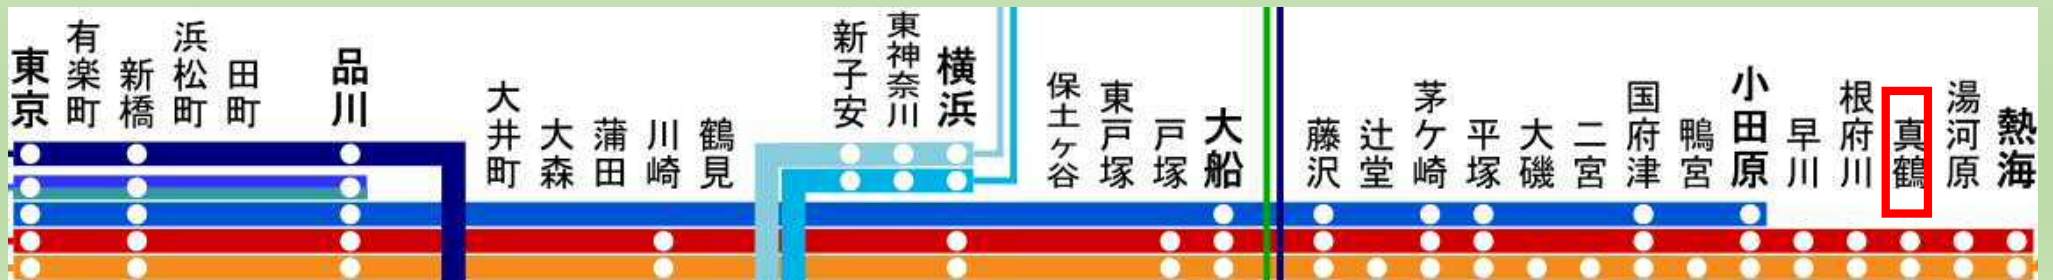 東京
有楽町
新橋
浜松町
田町
品川
大井町
大森
蒲田
川崎
鶴見
新子安
東神奈川
横浜
保土ケ谷
東戸塚
戸塚
大船
藤沢
辻堂
茅ケ崎
平塚
大磯
二宮
国府津
鴨宮
小田原
早川
根府川
真鶴
湯河原
熱海